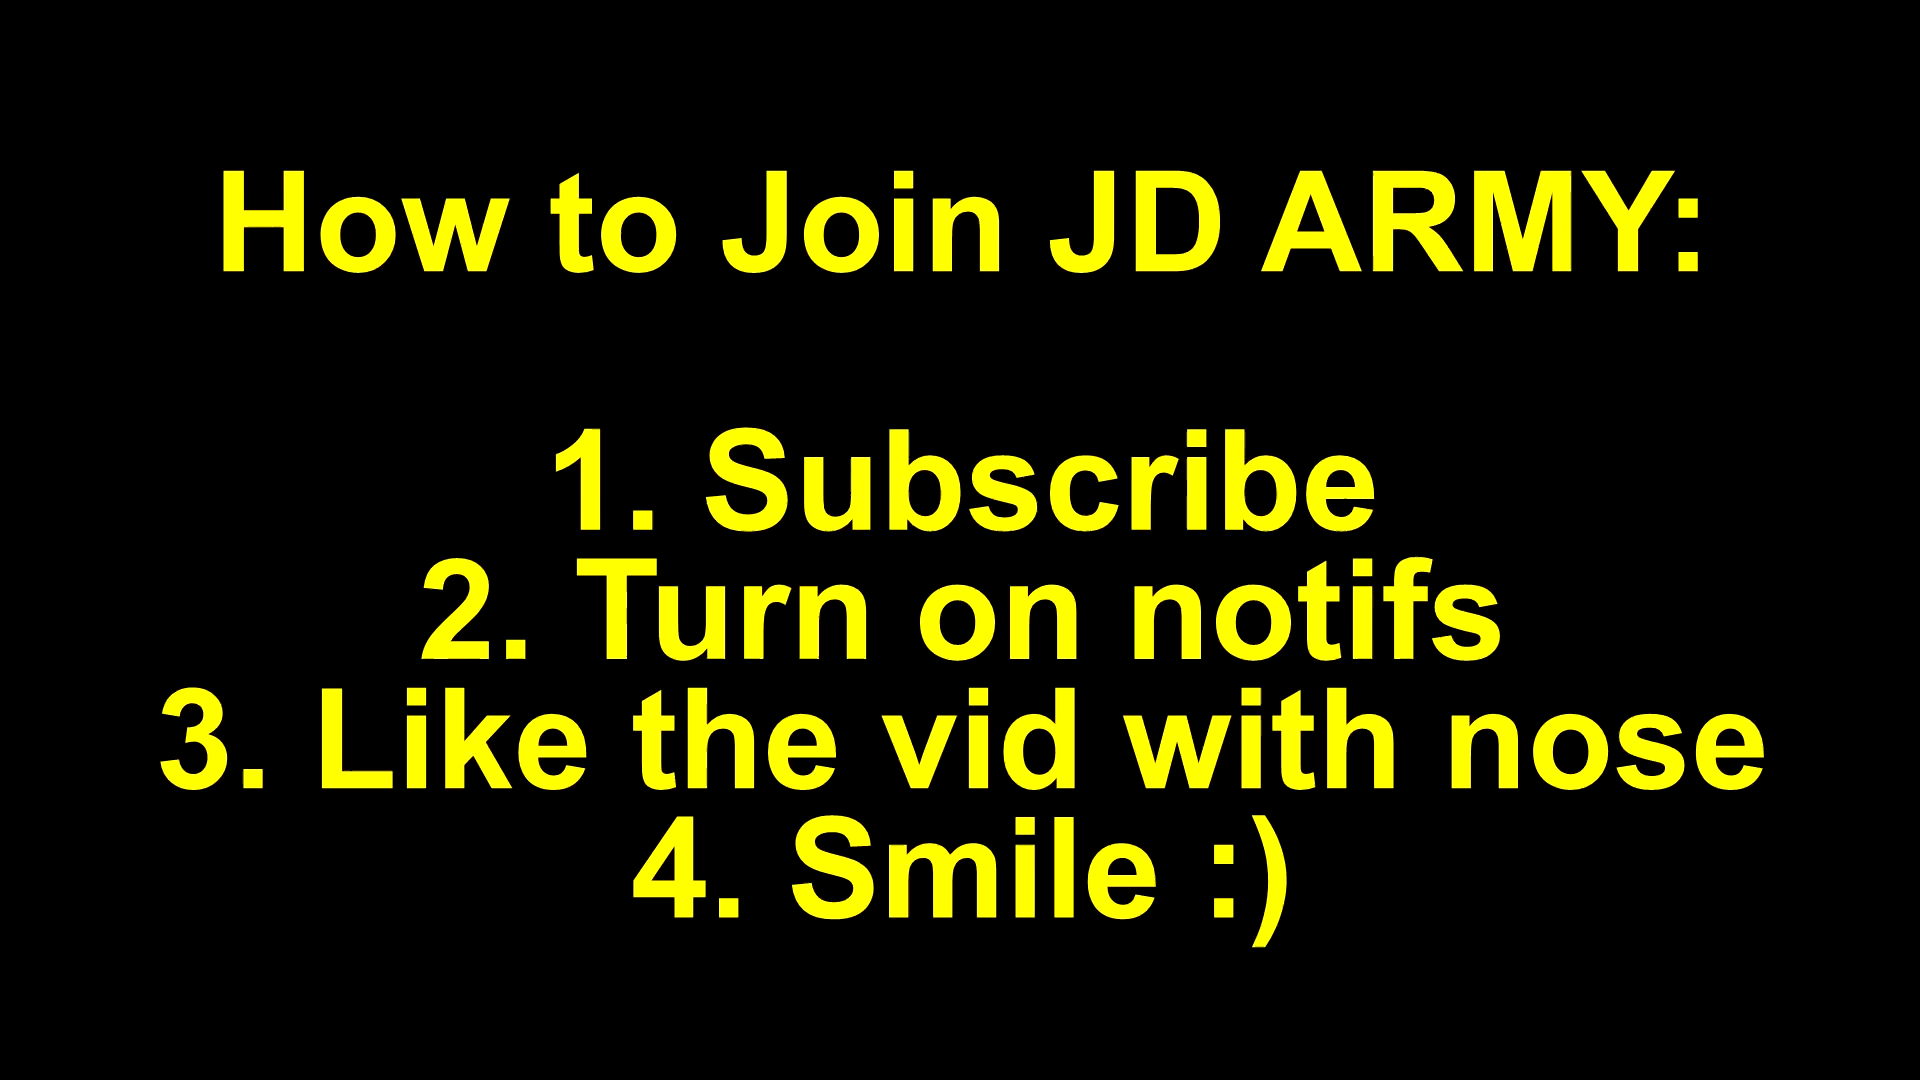 How to Join JD ARMY:
1. Subscribe
2. Turn on notifs
3. Like the vid with nose
4. Smile :)